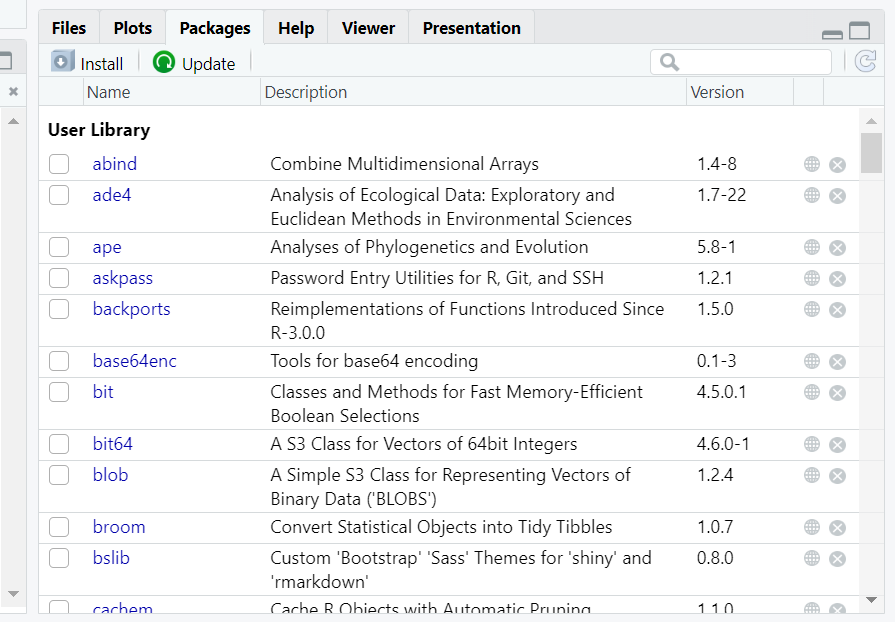 Files Plots Packages Help Viewer Presentation
Install Update
Name Description Version
User Library
abind Combine Multidimensional Arrays 1.4-8
ade4 Analysis of Ecological Data: Exploratory and 1.7-22
Euclidean Methods in Environmental Sciences
ape Analyses of Phylogenetics and Evolution 5.8-1
askpass Password Entry Utilities for R, Git, and SSH 1.2.1
backports Reimplementations of Functions Introduced Since 1.5.0
R-3.0.0
base64enc Tools for base64 encoding 0.1-3
bit Classes and Methods for Fast Memory-Efficient 4.5.0.1
Boolean Selections
bit64 A S3 Class for Vectors of 64bit Integers 4.6.0-1
blob A Simple S3 Class for Representing Vectors of 1.2.4
Binary Data ('BLOBS')
broom Convert Statistical Objects into Tidy Tibbles 1.0.7
bslib Custom 'Bootstrap' 'Sass' Themes for 'shiny' and 0.8.0
'rmarkdown'
cachem Cache R Objects with Automatic Pruning 1.1.0